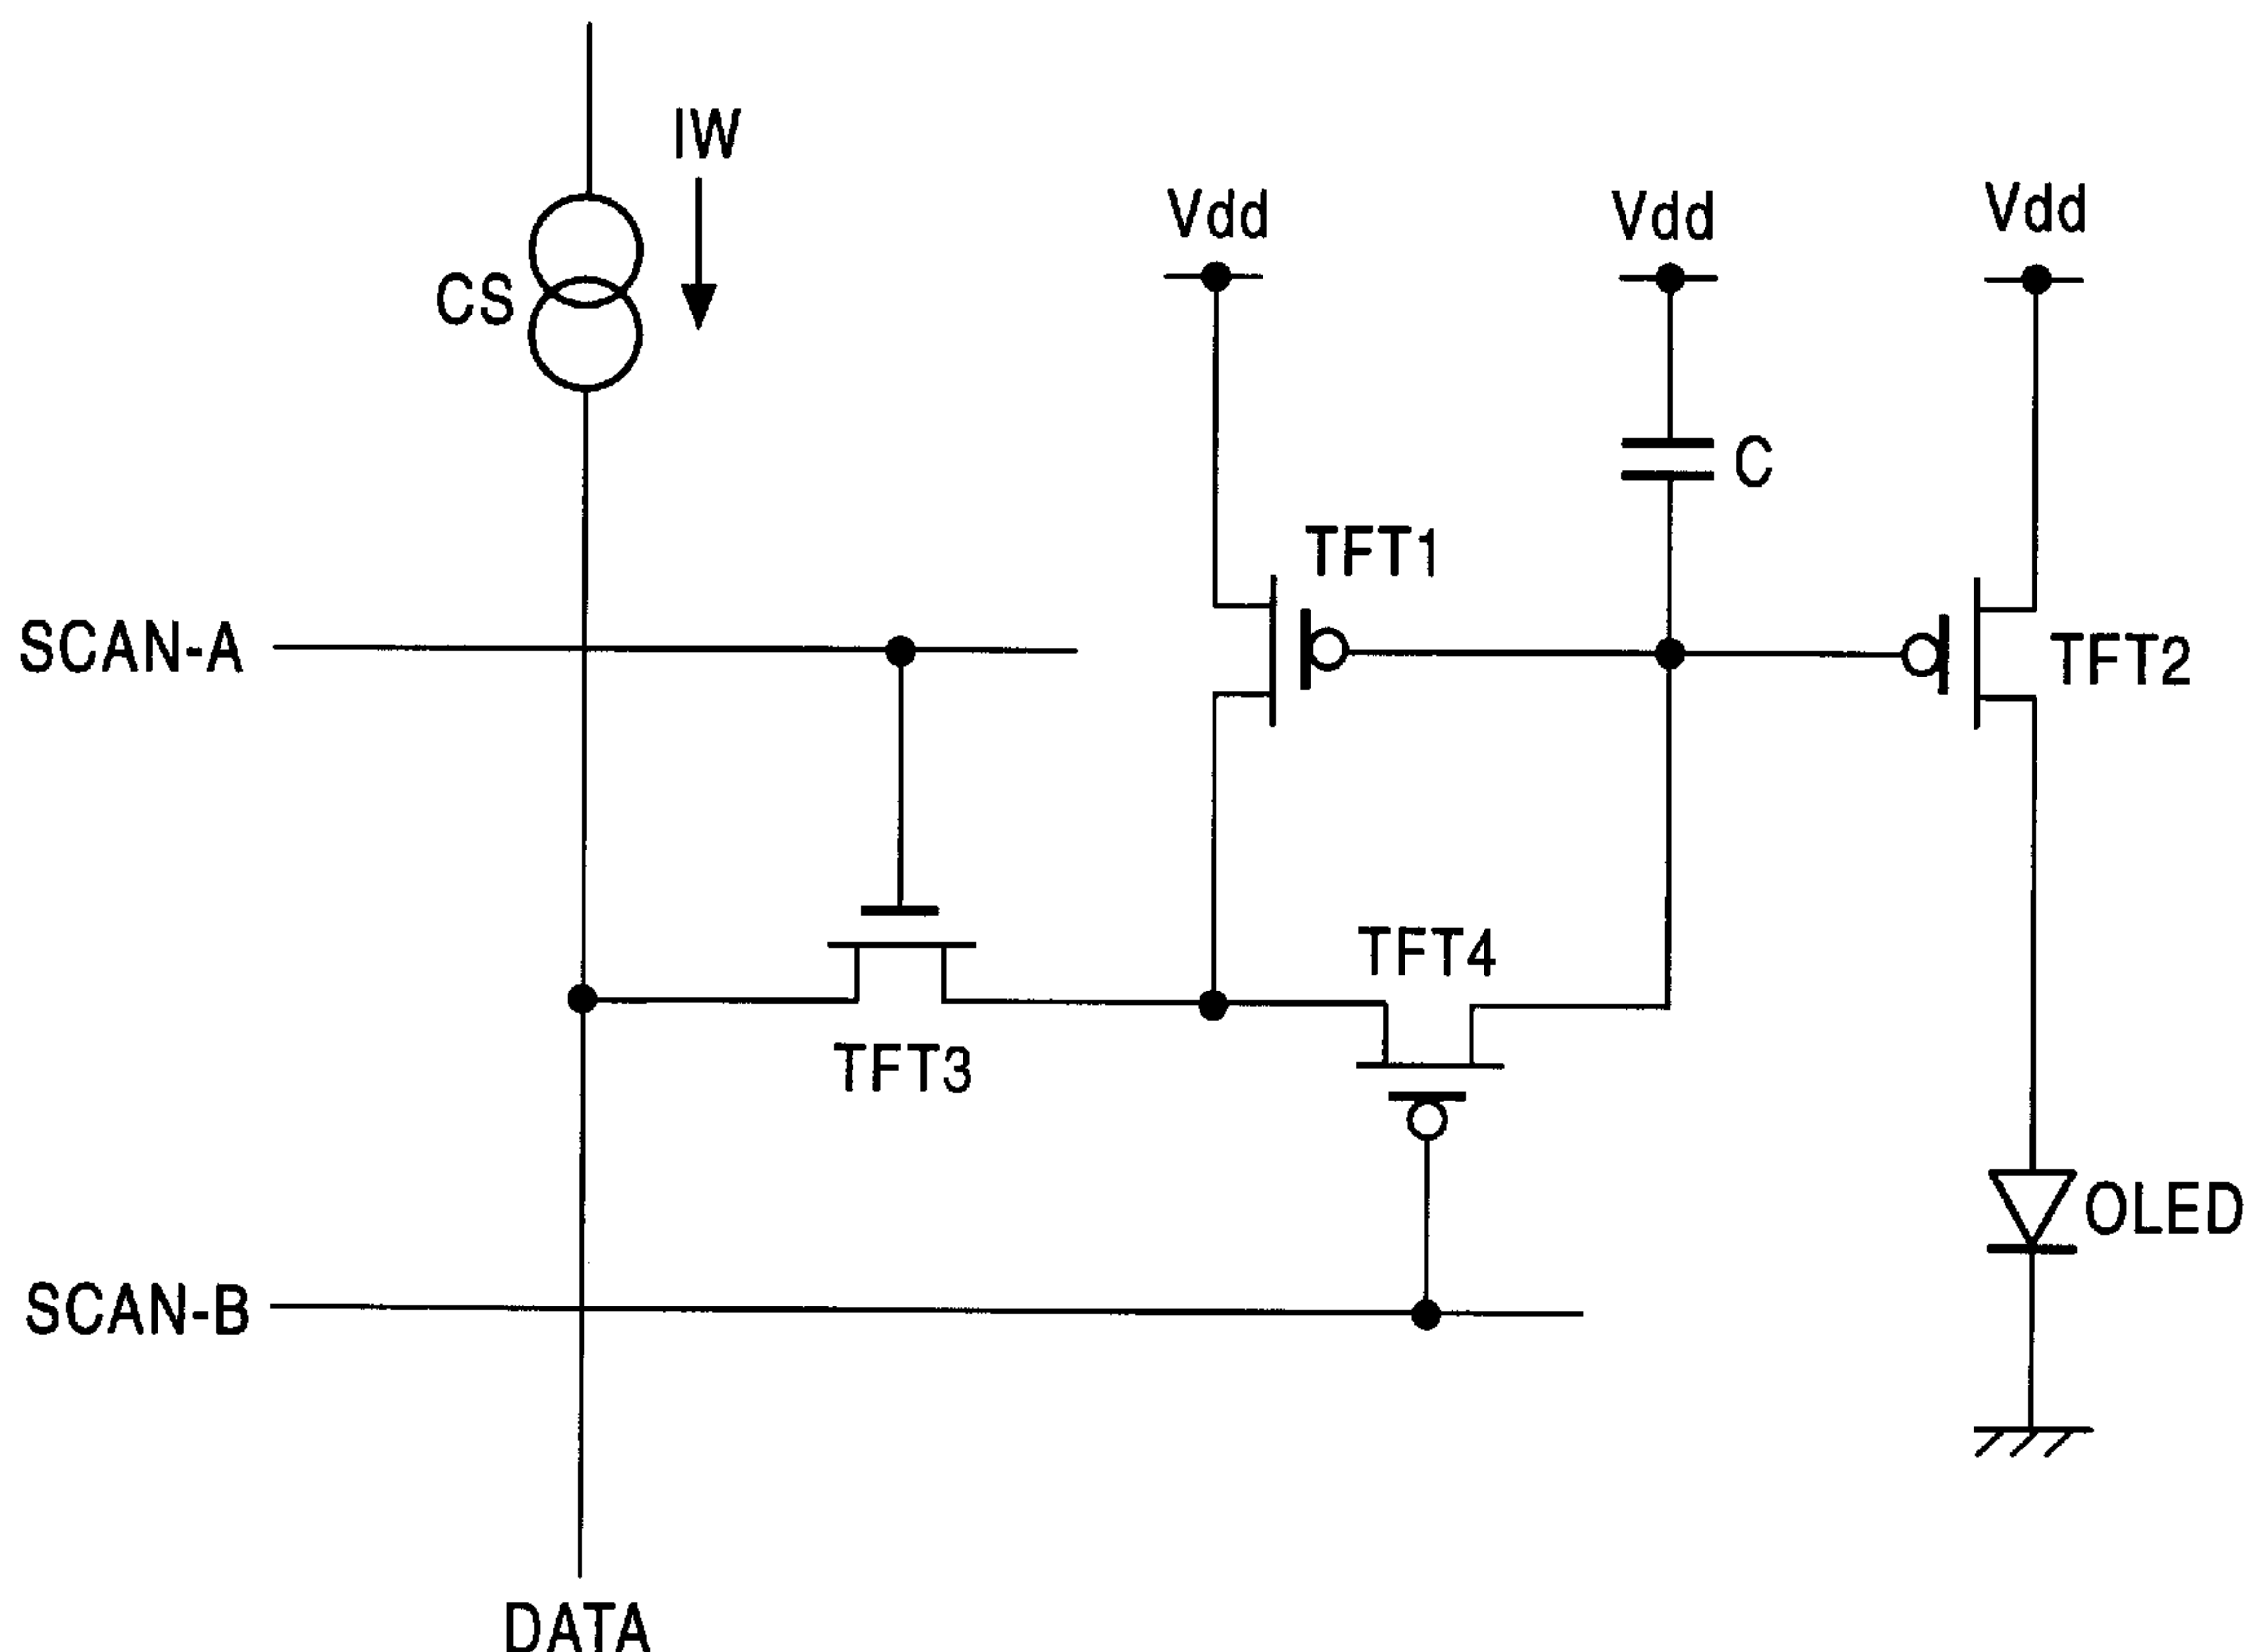 IW
CS
Vdd
Vdd
Vdd
C
TFT1
SCAN-A
TFT2
TFT4
TFT3
OLED
SCAN-B
DATA